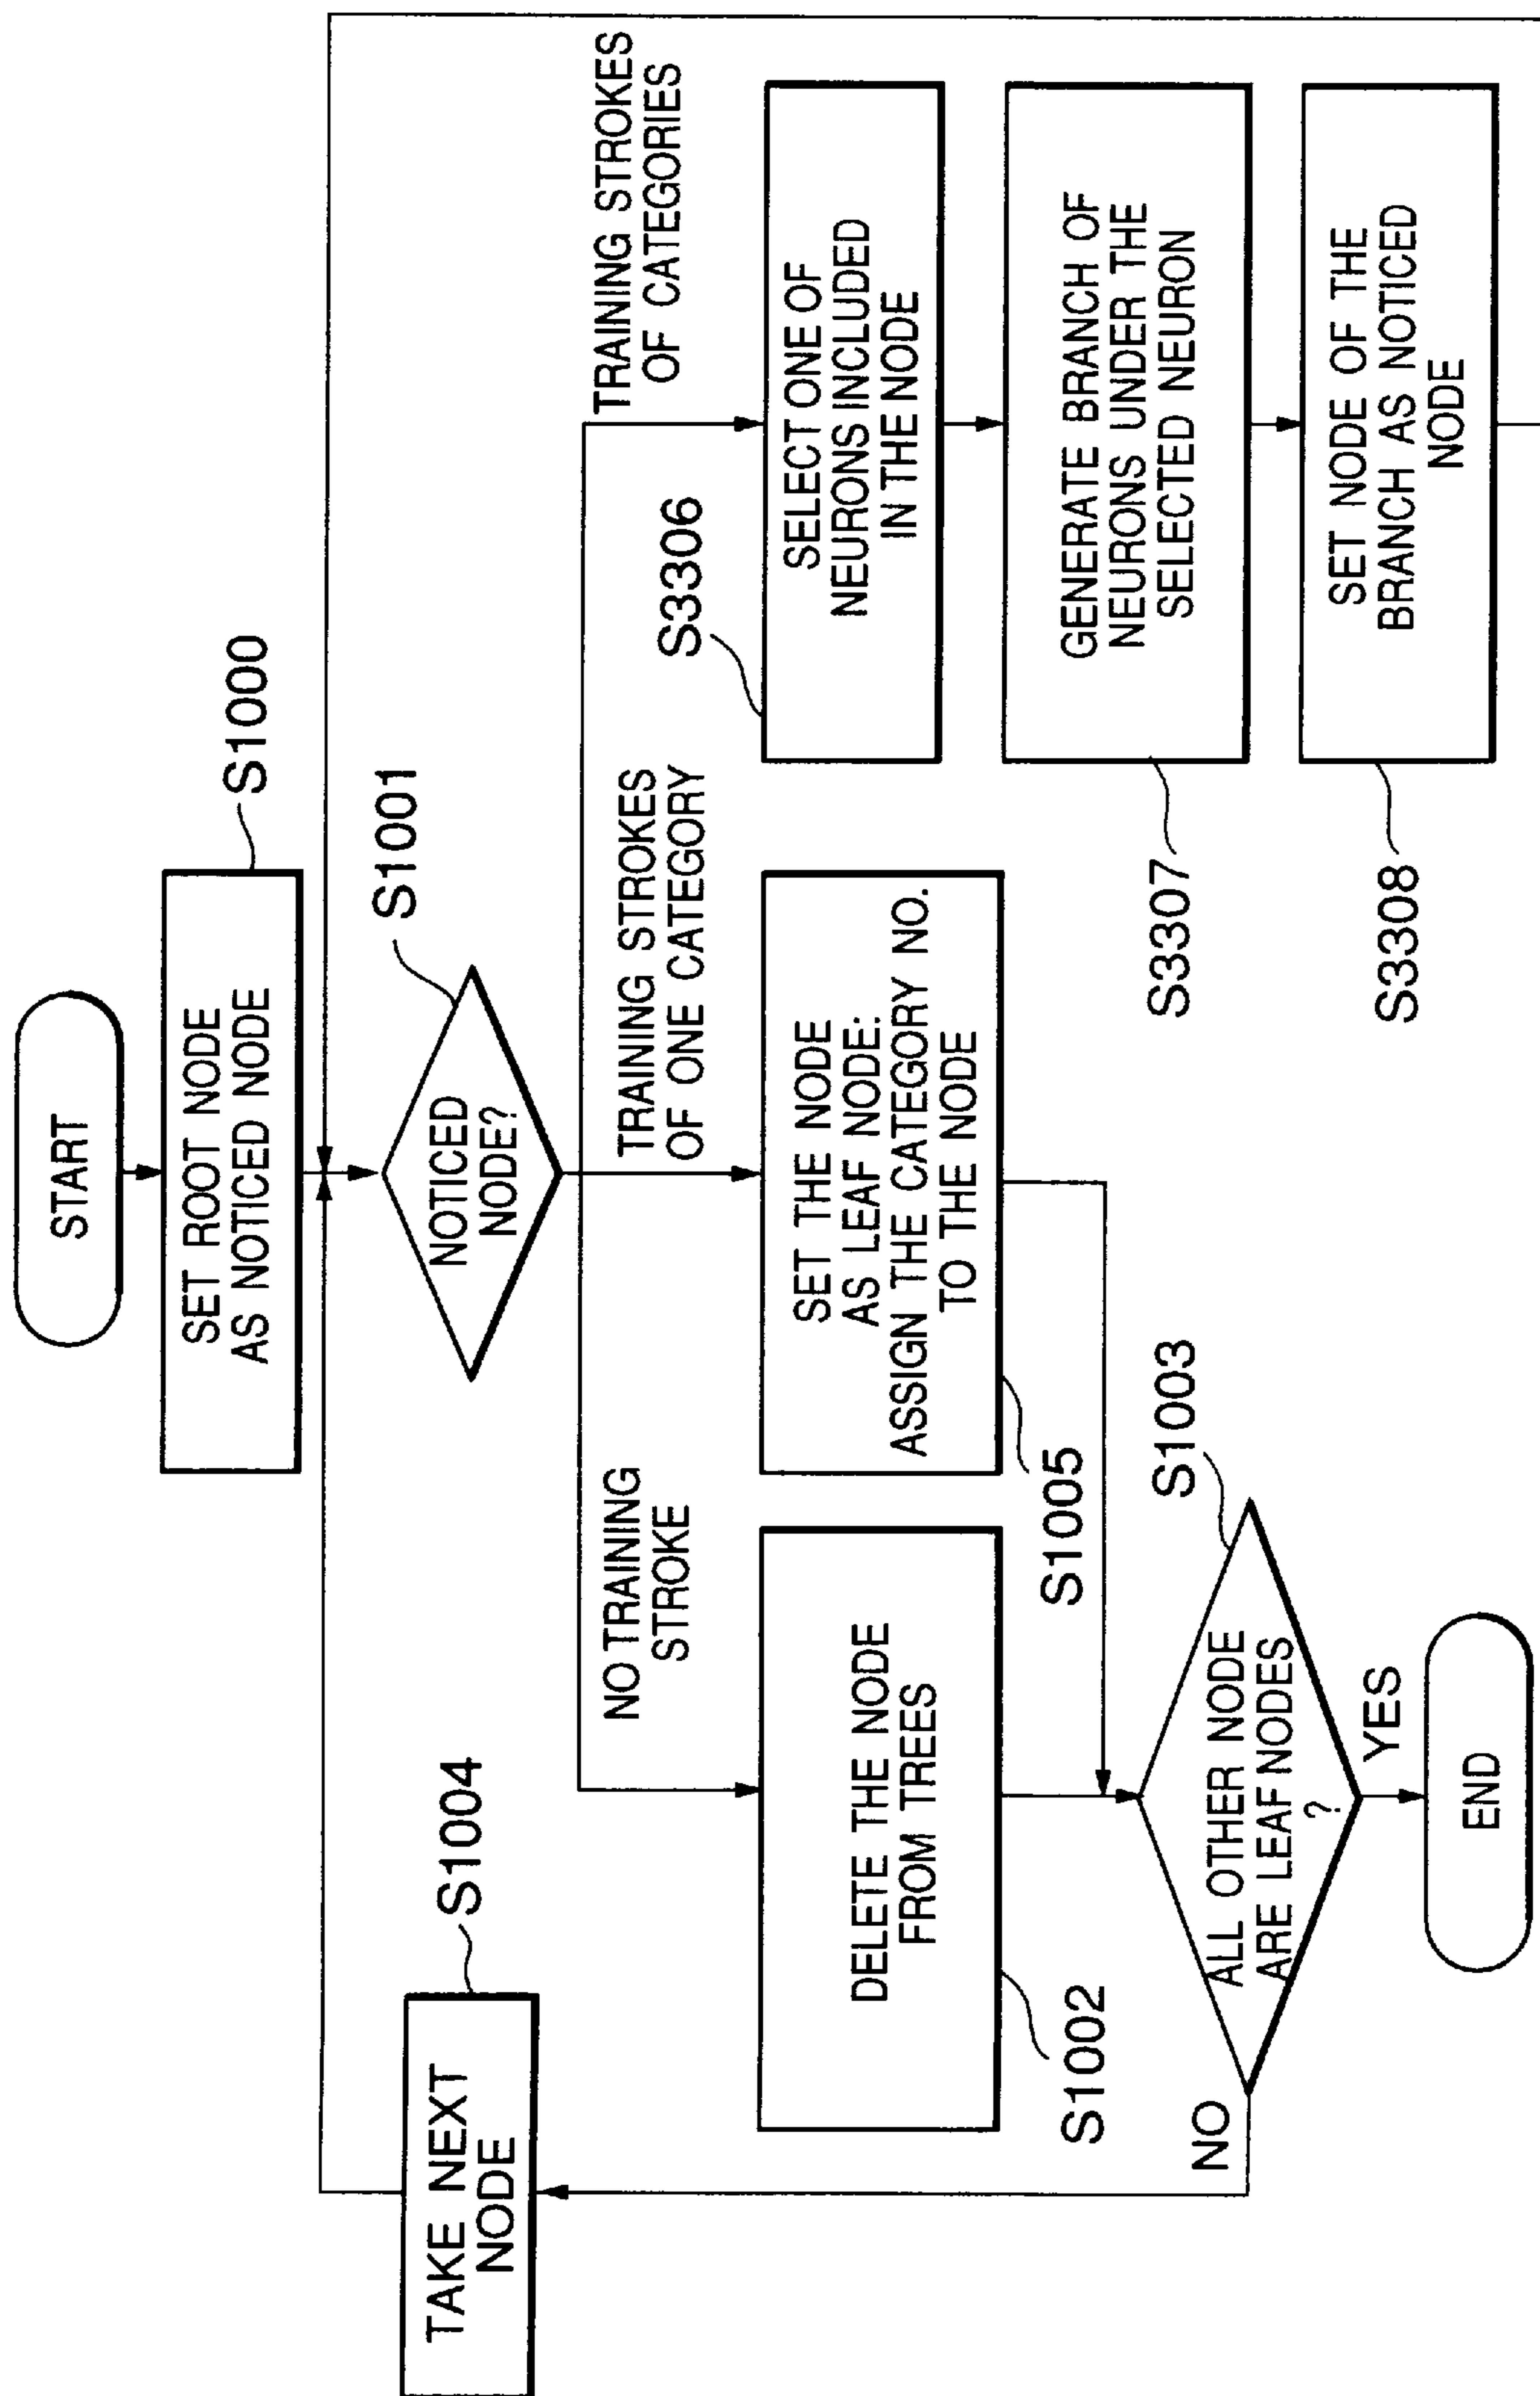 START
SET ROOT NODE
AS NOTICED NODE
S1000
NOTICED
NODE?
S1001
TAKE NEXT
NODE
S1004
NO TRAINING
STROKE
TRAINING STROKES
OF ONE CATEGORY
TRAINING STROKES
OF CATEGORIES
DELETE THE NODE
FROM TREES
S1002
SET THE NODE
AS LEAF NODE:
ASSIGN THE CATEGORY NO.
TO THE NODE
S1005
SELECT ONE OF
NEURONS INCLUDED
IN THE NODE
S3306
GENERATE BRANCH OF
NEURONS UNDER THE
SELECTED NEURON
S3307
SET NODE OF THE
BRANCH AS NOTICED
NODE
S3308
ALL OTHER NODE
ARE LEAF NODES
?
S1003
NO
YES
END